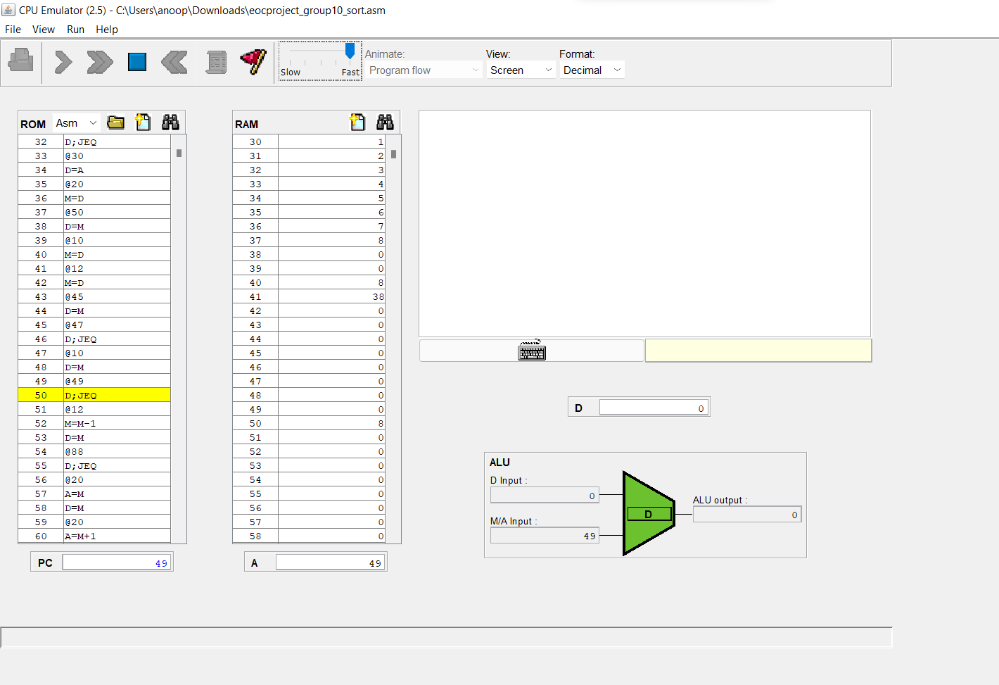 CPU Emulator (2.5) - C:\Users\anoop\Downloads\eocproject_group10_sort.asm
File View Run Help
Slow Fast
Animate:
Program flow
View:
Screen
Format:
Decimal
ROM Asm
32 D;JEQ
33 @30
34 D=A
35 @20
36 M=D
37 @50
38 D=M
39 @10
40 M=D
41 @12
42 M=D
43 @45
44 D=M
45 @47
46 D;JEQ
47 @10
48 D=M
49 @49
50 D;JEQ
51 @12
52 M=M-1
53 D=M
54 @88
55 D;JEQ
56 @20
57 A=M
58 D=M
59 @20
60 A=M+1
PC 49
RAM
30 1
31 2
32 3
33 4
34 5
35 6
36 7
37 8
38 0
39 0
40 8
41 38
42 0
43 0
44 0
45 0
46 0
47 0
48 0
49 0
50 8
51 0
52 0
53 0
54 0
55 0
56 0
57 0
58 0
A 49
D 0
ALU
D Input :
0
M/A Input :
49
D
ALU output :
0